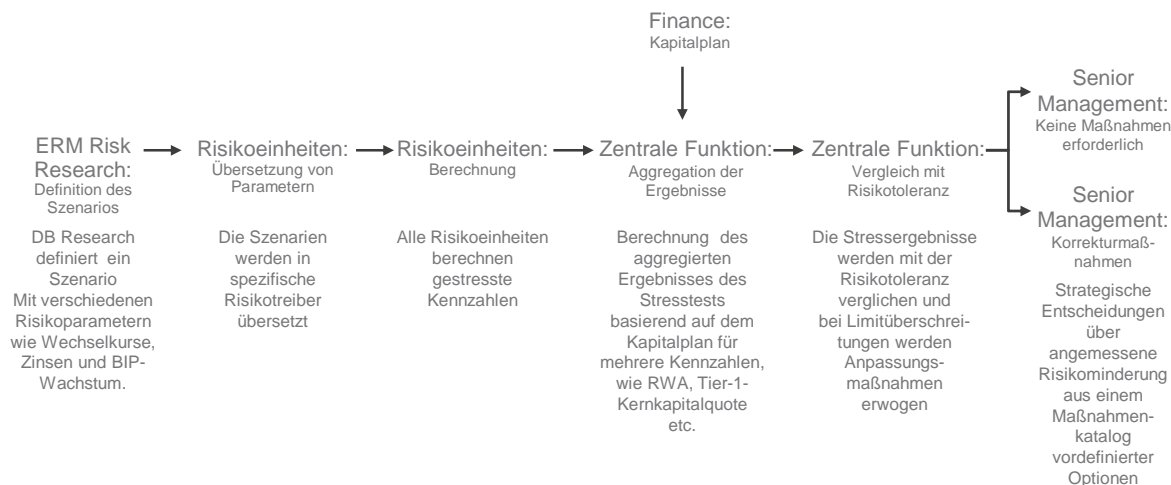 Finance:
Kapitalplan
ERM Risk
Research:
Definition des
Szenarios
DB Research
definiert ein
Szenario
Mit verschiedenen
Risikoparametern
wie Wechselkurse,
Zinsen und BIP-
Wachstum.
Risikoeinheiten:
Übersetzung von
Parametern
Die Szenarien
werden in
spezifische
Risikotreiber
übersetzt
Risikoeinheiten:
Berechnung
Alle Risikoeinheiten
berechnen
gestresste
Kennzahlen
Zentrale Funktion:
Aggregation der
Ergebnisse
Berechnung des
aggregierten
Ergebnisses des
Stresstests
basierend auf dem
Kapitalplan für
mehrere Kennzahlen,
wie RWA, Tier-1-
Kernkapitalquote
etc.
Zentrale Funktion:
Vergleich mit
Risikotoleranz
Die Stressergebnisse
werden mit der
Risikotoleranz
verglichen und
bei Limitüberschrei-
tungen werden
Anpassungs-
maßnahmen
erwogen
Senior
Management:
Keine Maßnahmen
erforderlich
Senior
Management:
Korrekturmaß-
nahmen
Strategische
Entscheidungen
über
angemessene
Risikominderung
aus einem
Maßnahmen-
katalog
vordefinierter
Optionen